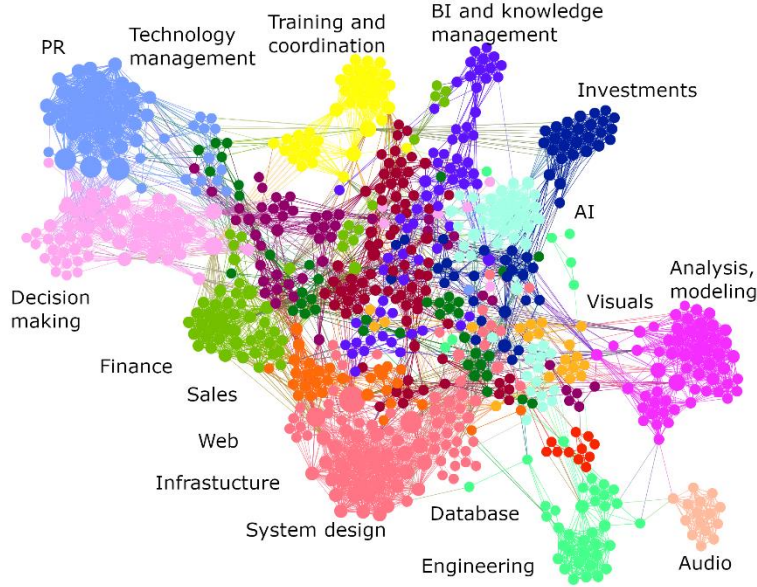 PR
Technology
management
Training and
coordination
BI and knowledge
management
Investments
AI
Decision
making
Visuals
Analysis,
modeling
Finance
Sales
Web
Infrastucture
System design
Database
Engineering
Audio